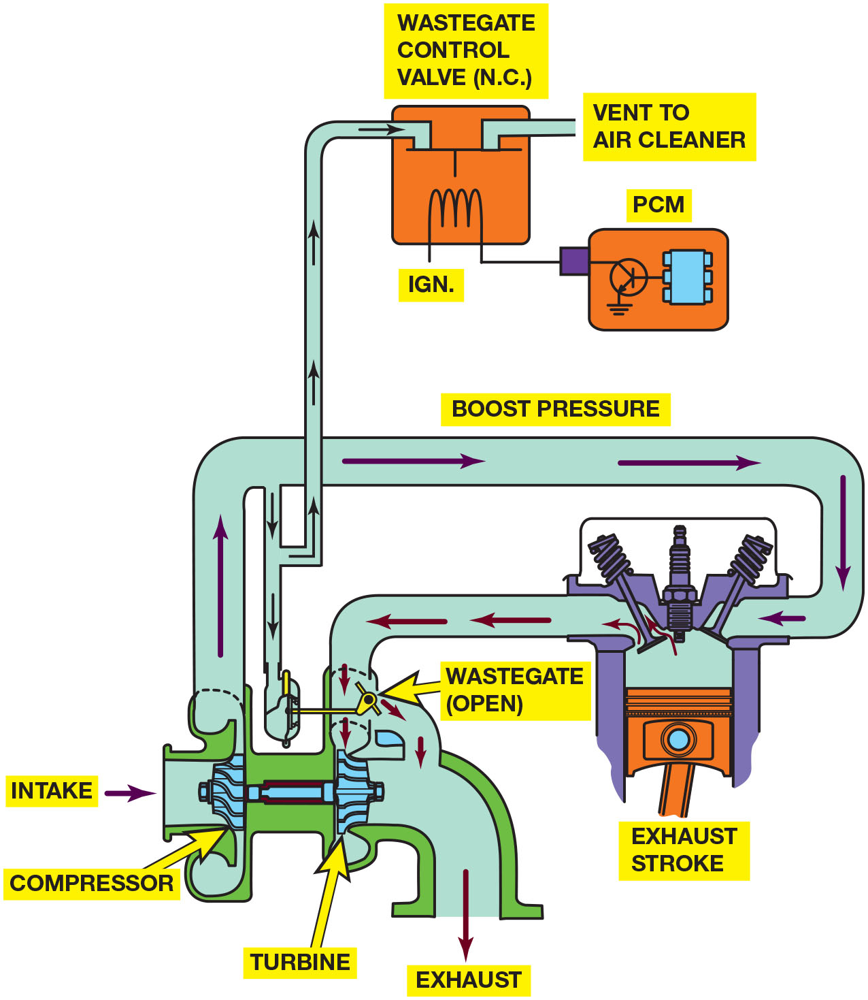 WASTEGATE
CONTROL
VALVE (N.C.)
VENT TO
AIR CLEANER
PCM
IGN.
BOOST PRESSURE
WASTEGATE
(OPEN)
INTAKE
EXHAUST
STROKE
COMPRESSOR
TURBINE
EXHAUST